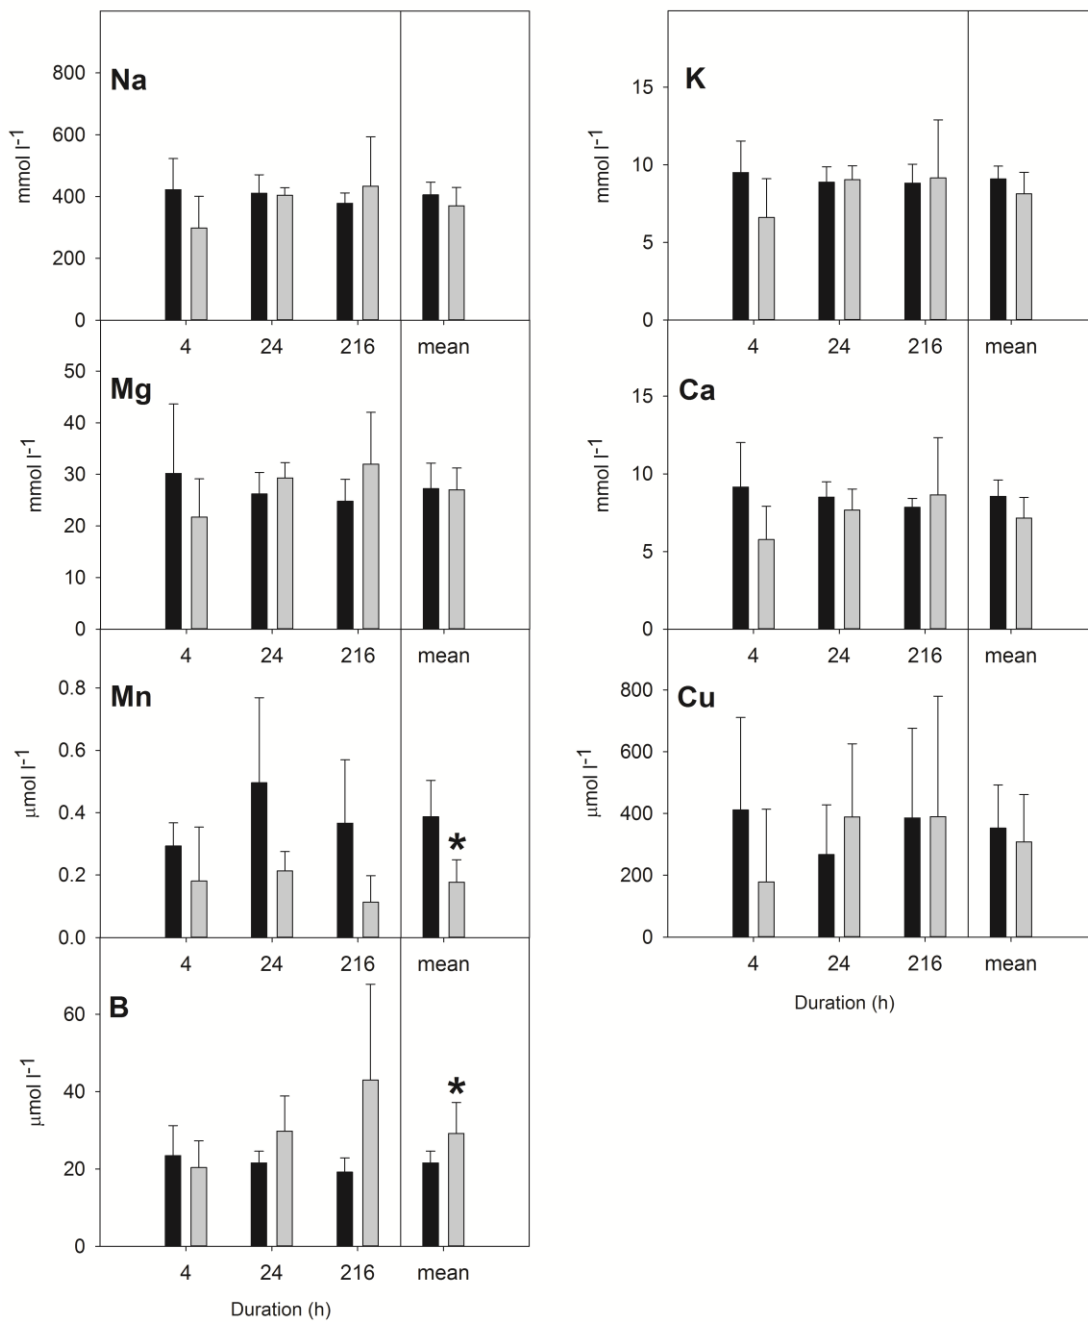 Na
mmol l-1
800
600
400
200
0
4 24 216 mean
Mg
mmol l-1
50
40
30
20
10
0
4 24 216 mean
Mn
μmol l-1
0.8
0.6
0.4
0.2
0.0
*
4 24 216 mean
B
μmol l-1
60
40
20
0
*
4 24 216 mean
Duration (h)
K
mmol l-1
15
10
5
0
4 24 216 mean
Ca
mmol l-1
15
10
5
0
4 24 216 mean
Cu
μmol l-1
800
600
400
200
0
4 24 216 mean
Duration (h)